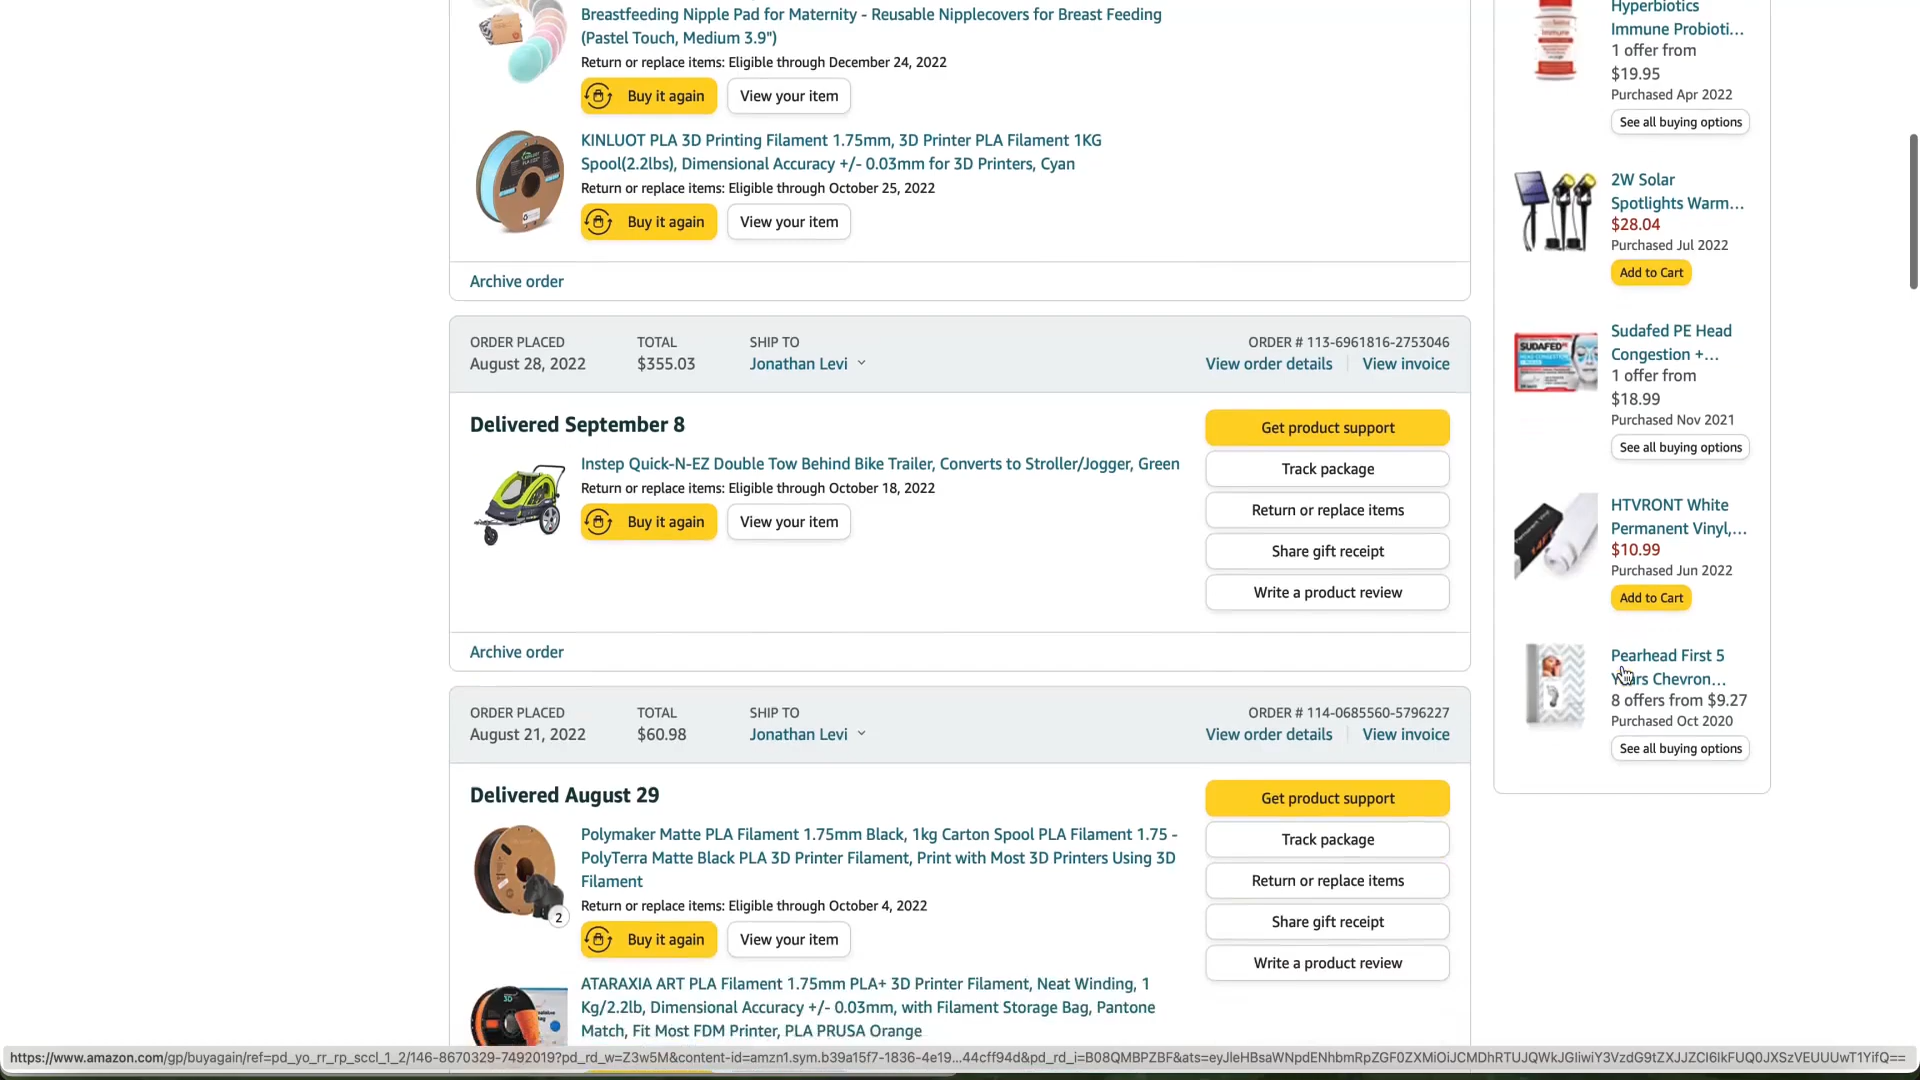 Breastfeeding Nipple Pad for Maternity - Reusable Nipplecovers for Breast Feeding
(Pastel Touch, Medium 3.9")
Return or replace items: Eligible through December 24, 2022
Buy it again
View your item
KINLUOT PLA 3D Printing Filament 1.75mm, 3D Printer PLA Filament 1KG
Spool(2.2lbs), Dimensional Accuracy +/- 0.03mm for 3D Printers, Cyan
Return or replace items: Eligible through October 25, 2022
Buy it again
View your item
Archive order
ORDER PLACED
August 28, 2022
TOTAL
$355.03
SHIP TO
Jonathan Levi
ORDER # 113-6961816-2753046
View order details
View invoice
Delivered September 8
Instep Quick-N-EZ Double Tow Behind Bike Trailer, Converts to Stroller/Jogger, Green
Return or replace items: Eligible through October 18, 2022
Buy it again
View your item
Get product support
Track package
Return or replace items
Share gift receipt
Write a product review
Archive order
ORDER PLACED
August 21, 2022
TOTAL
$60.98
SHIP TO
Jonathan Levi
ORDER # 114-0685560-5796227
View order details
View invoice
Delivered August 29
Polymaker Matte PLA Filament 1.75mm Black, 1kg Carton Spool PLA Filament 1.75 -
PolyTerra Matte Black PLA 3D Printer Filament, Print with Most 3D Printers Using 3D
Filament
Return or replace items: Eligible through October 4, 2022
2
Buy it again
View your item
ATARAXIA ART PLA Filament 1.75mm PLA+ 3D Printer Filament, Neat Winding, 1
Kg/2.2lb, Dimensional Accuracy +/- 0.03mm, with Filament Storage Bag, Pantone
Match, Fit Most FDM Printer, PLA PRUSA Orange
Get product support
Track package
Return or replace items
Share gift receipt
Write a product review
Hyperbiotics
Immune Probioti...
1 offer from
$19.95
Purchased Apr 2022
See all buying options
2W Solar
Spotlights Warm...
$28.04
Purchased Jul 2022
Add to Cart
SUDAFED PE
Sudafed PE Head
Congestion +...
1 offer from
$18.99
Purchased Nov 2021
See all buying options
HTVRONT White
Permanent Vinyl,...
$10.99
Purchased Jun 2022
Add to Cart
Pearhead First 5
Years Chevron...
8 offers from $9.27
Purchased Oct 2020
See all buying options